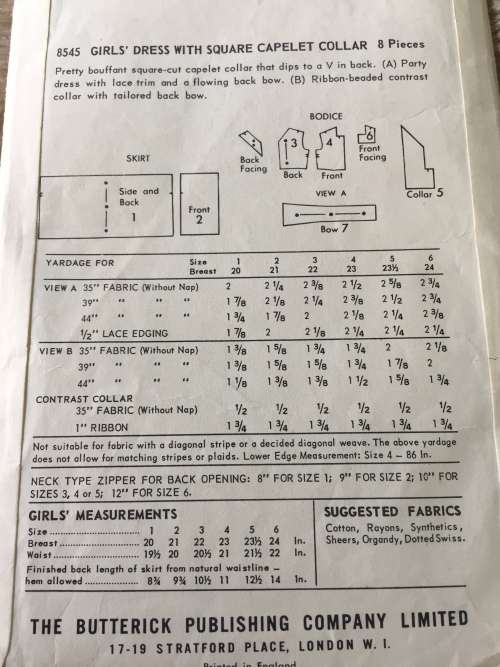 8545 GIRLS' DRESS WITH SQUARE CAPELET COLLAR 8 Pieces
Pretty bouffant square-cut capelet collar that dips to a V in back. (A) Party
dress with lace trim and a flowing back bow. (B) Ribbon-beaded contrast
collar with tailored back bow.
BODICE
SKIRT
Side and
Back
1
Front
2
Back
Facing
3
Back
4
Front
6
Front
Facing
Collar 5
VIEW A
Bow 7
YARDAGE FOR Size 1 2 3 4 5 6
Breast 20 21 22 23 23½ 24
VIEW A 35" FABRIC (Without Nap) 2 2 1/4 2 3/8 2 1/2 2 5/8 2 3/4
39" " " " 1 7/8 2 1/8 2 1/4 2 3/8 2 1/2 2 3/4
44" " " " 1 3/4 1 7/8 2 2 1/8 2 1/4 2 3/8
1/2" LACE EDGING 1 7/8 2 2 1/8 2 1/4 2 1/4 2 1/4
VIEW B 35" FABRIC (Without Nap) 1 3/8 1 5/8 1 3/4 1 3/4 2 2 1/8
39" " " " 1 3/8 1 5/8 1 5/8 1 3/4 1 7/8 2
44" " " " 1 1/8 1 3/8 1 3/8 1 1/2 1 5/8 1 3/4
CONTRAST COLLAR
35" FABRIC (Without Nap) 1/2 1/2 1/2 1/2 1/2 1/2
1" RIBBON 1 3/4 1 3/4 1 3/4 1 3/4 1 3/4 1 3/4
Not suitable for fabric with a diagonal stripe or a decided diagonal weave. The above yardage
does not allow for matching stripes or plaids. Lower Edge Measurement: Size 4 – 86 In.
NECK TYPE ZIPPER FOR BACK OPENING: 8" FOR SIZE 1; 9" FOR SIZE 2; 10" FOR
SIZES 3, 4 or 5; 12" FOR SIZE 6.
GIRLS' MEASUREMENTS
Size 1 2 3 4 5 6
Breast 20 21 22 23 23½ 24 In.
Waist 19½ 20 20½ 21 21½ 22 In.
Finished back length of skirt from natural waistline –
hem allowed 8¾ 9¾ 10½ 11 12½ 14 In.
SUGGESTED FABRICS
Cotton, Rayons, Synthetics,
Sheers, Organdy, Dotted Swiss.
THE BUTTERICK PUBLISHING COMPANY LIMITED
17-19 STRATFORD PLACE, LONDON W. I.
Printed in England